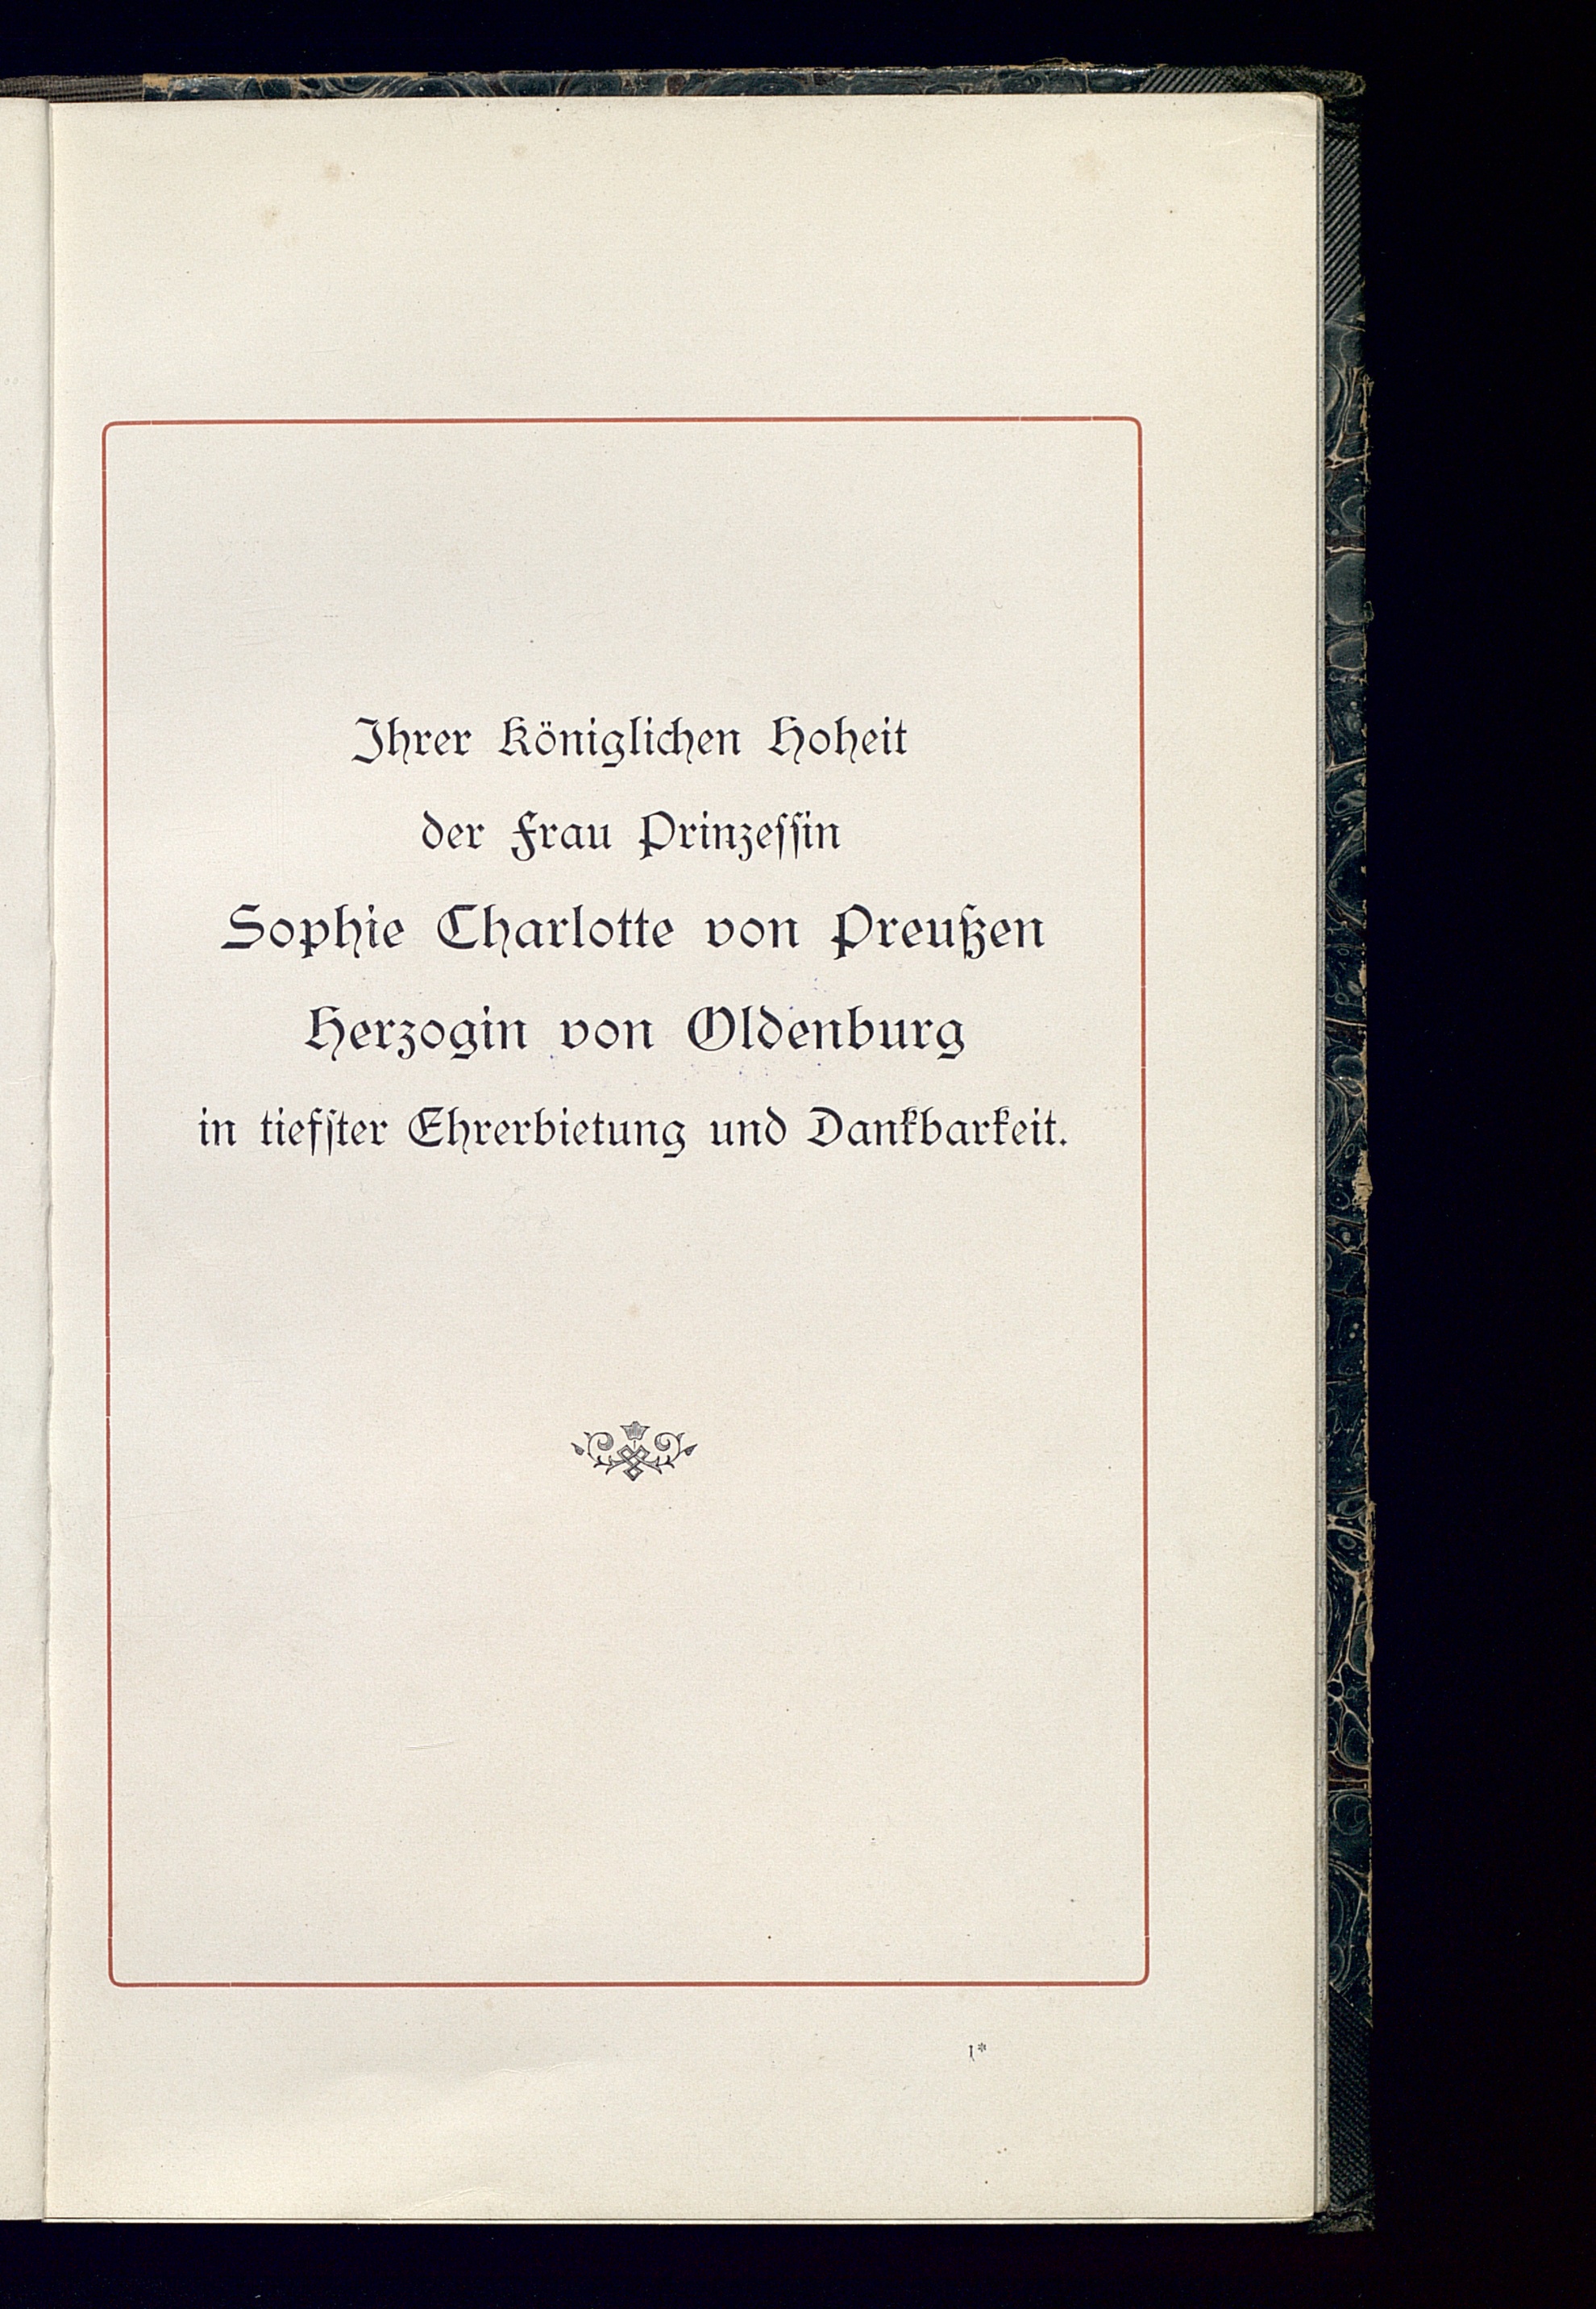 Ihrer Königlichen Hoheit
der Frau Prinzeſſin
Sophie Charlotte von Preußen
Herzogin von Oldenburg
in tiefſter Ehrerbietung und Dankbarkeit.
1*